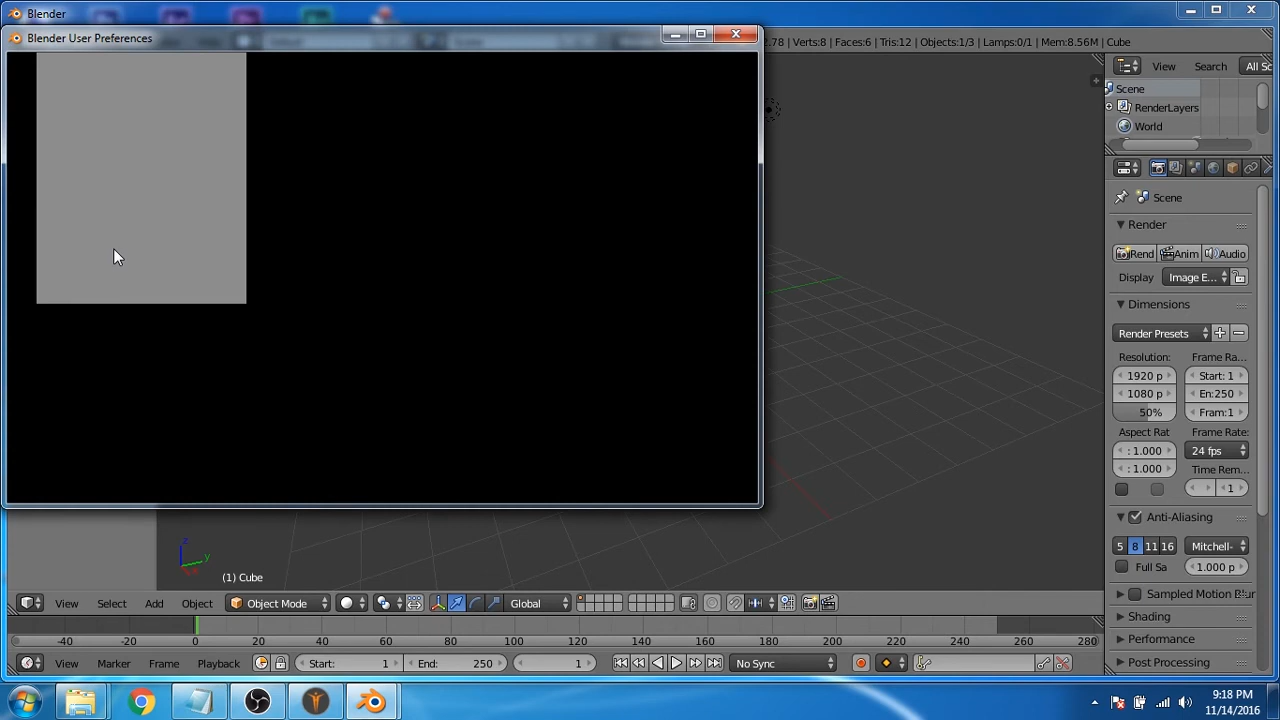 Blender
Blender User Preferences
2.78 | Verts:8 | Faces:6 | Tris:12 | Objects:1/3 | Lamps:0/1 | Mem:8.56M | Cube
View Search All Sc
Scene
RenderLayers
World
Scene
Render
Rend Anim Audio
Display Image E...
Dimensions
Render Presets
Resolution: Frame Ra...
1920 p Start: 1
1080 p En:250
50% Fram:1
Aspect Rat Frame Rate:
: 1.000 24 fps
: 1.000 Time Rem...
1
Anti-Aliasing
5 8 11 16 Mitchell-
Full Sa 1.000 p
Sampled Motion Blur
Shading
Performance
Post Processing
z
y
(1) Cube
View Select Add Object Object Mode Global
-40 -20 0 20 40 60 80 100 120 140 160 180 200 220 240 260 280
View Marker Frame Playback Start: 1 End: 250 1 No Sync
9:18 PM
11/14/2016